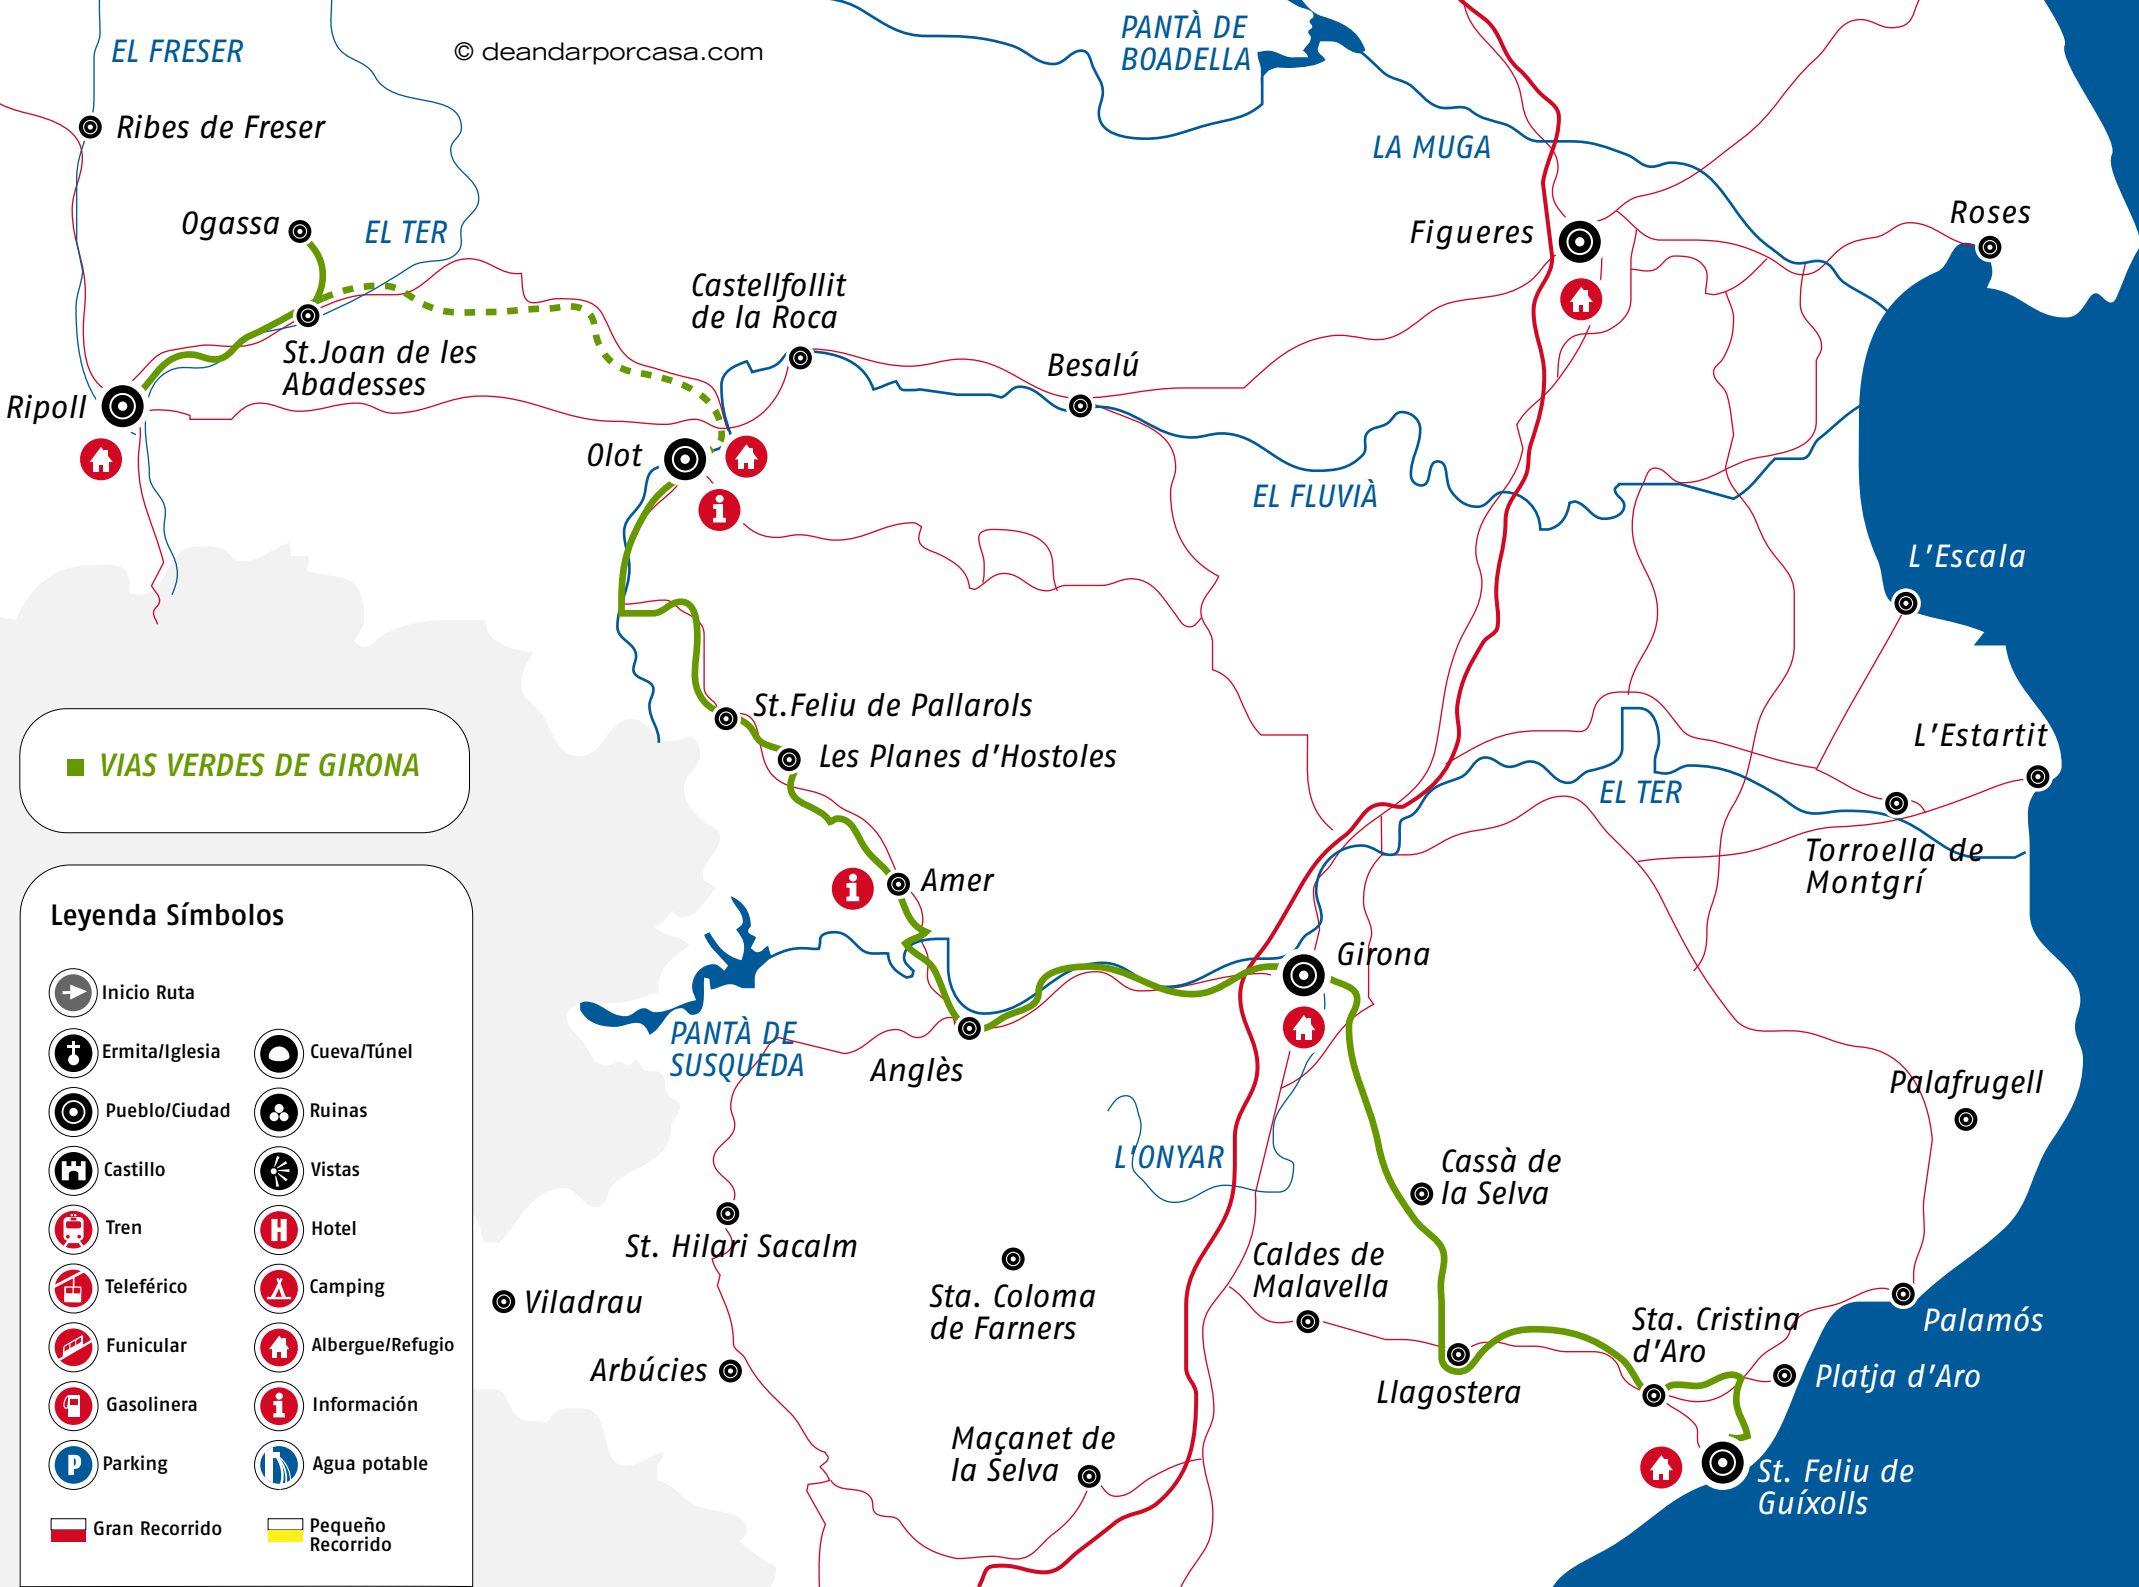 EL FRESER
© deandarporcasa.com
PANTÀ DE
BOADELLA
Ribes de Freser
LA MUGA
Ogassa
EL TER
Figueres
Roses
Castellfollit
de la Roca
St.Joan de les
Abadesses
Besalú
Ripoll
Olot
EL FLUVIÀ
L'Escala
St.Feliu de Pallarols
Les Planes d'Hostoles
L'Estartit
EL TER
Torroella de
Montgrí
VIAS VERDES DE GIRONA
Amer
Girona
PANTÀ DE
SUSQUEDA
Anglès
Palafrugell
L'ONYAR
Cassà de
la Selva
St. Hilari Sacalm
Caldes de
Malavella
Viladrau
Sta. Coloma
de Farners
Sta. Cristina
d'Aro
Palamós
Arbúcies
Llagostera
Platja d'Aro
Maçanet de
la Selva
St. Feliu de
Guíxolls
Leyenda Símbolos
Inicio Ruta
Ermita/Iglesia
Cueva/Túnel
Pueblo/Ciudad
Ruinas
Castillo
Vistas
Tren
H
Hotel
Teleférico
Camping
Funicular
Albergue/Refugio
Gasolinera
i
Información
P
Parking
Agua potable
Gran Recorrido
Pequeño
Recorrido
i
i